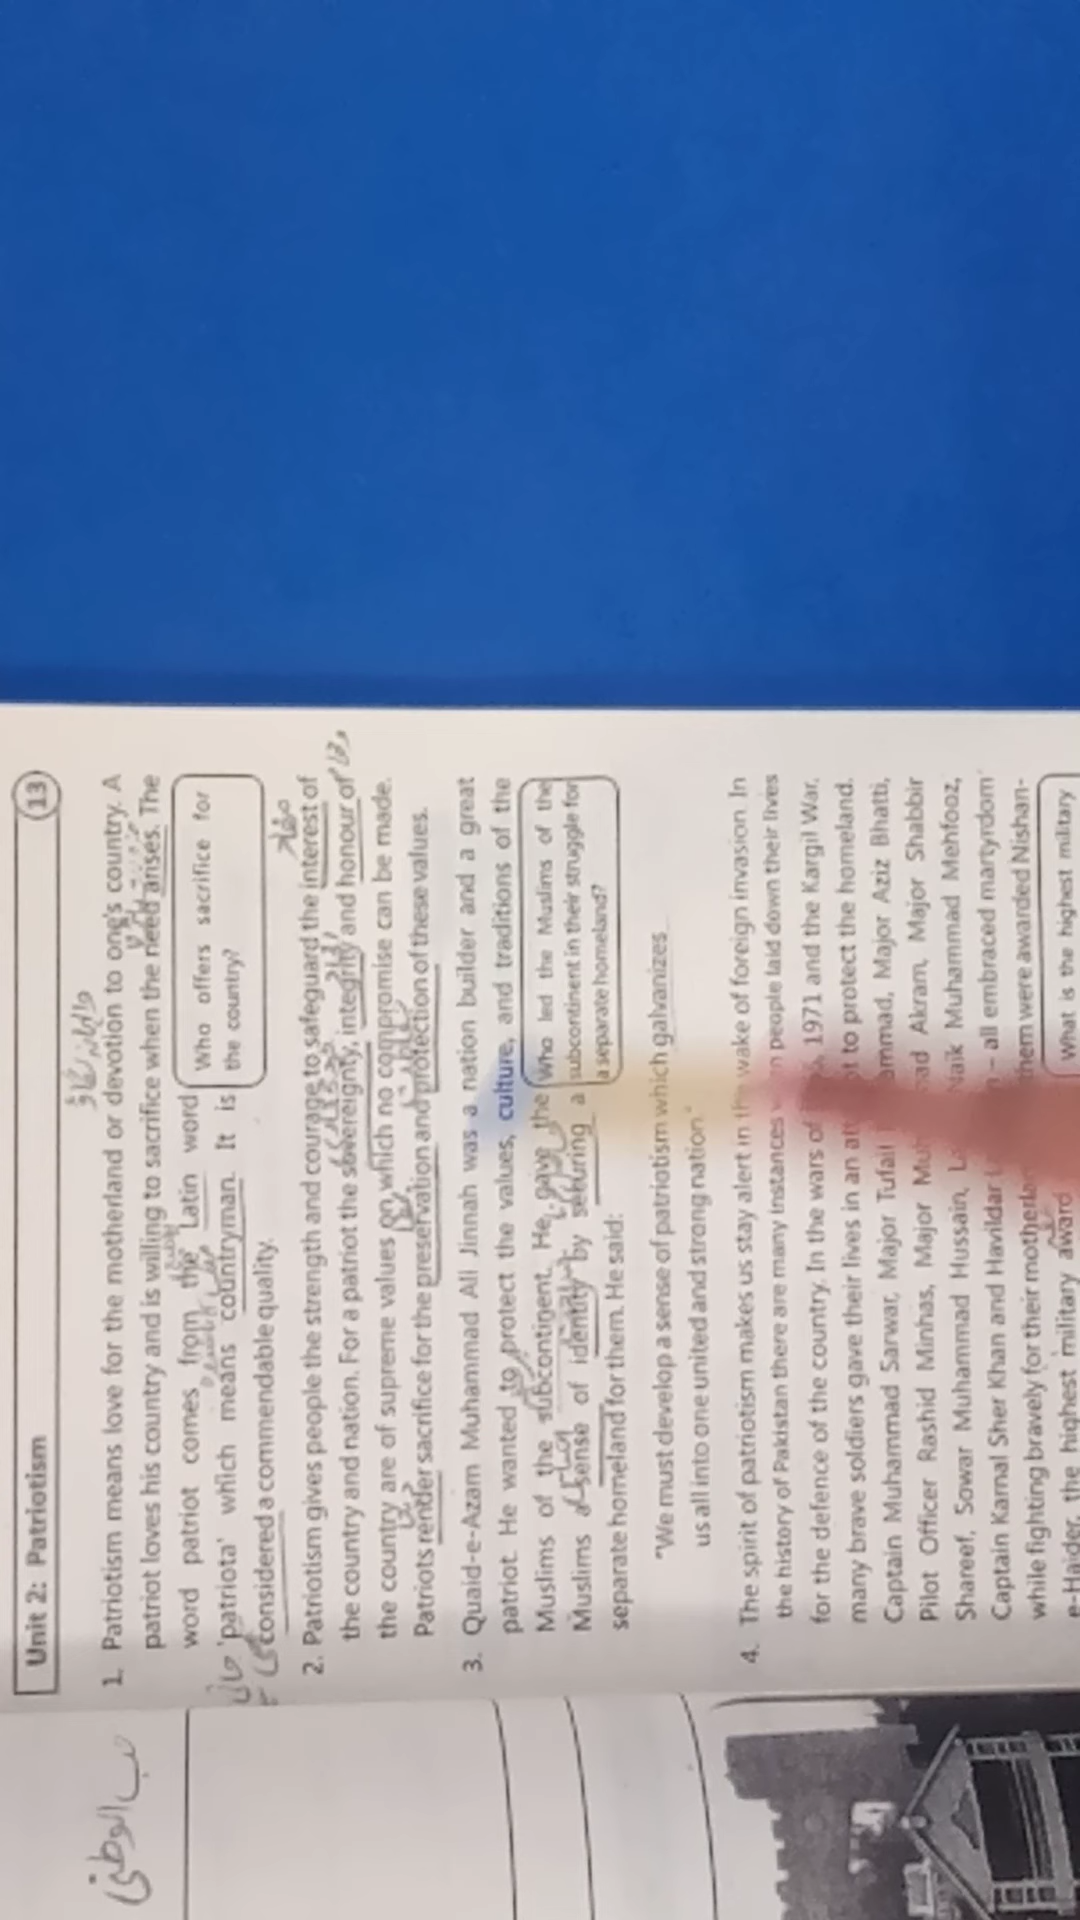 Unit 2: Patriotism
13
حب الوطنی
1. Patriotism means love for the motherland or devotion to one's country. A
patriot loves his country and is willing to sacrifice when the need arises. The
word patriot comes from the Latin word
'patriota' which means countryman. It is
considered a commendable quality.
Who offers sacrifice for
the country?
مفاد
2. Patriotism gives people the strength and courage to safeguard the interest of
the country and nation. For a patriot the sovereignty, integrity and honour of
the country are of supreme values on which no compromise can be made.
Patriots render sacrifice for the preservation and protection of these values.
3. Quaid-e-Azam Muhammad Ali Jinnah was a nation builder and a great
patriot. He wanted to protect the values, culture, and traditions of the
Muslims of the subcontinent. He gave the
Muslims a sense of identity by securing a
separate homeland for them. He said:
Who led the Muslims of the
subcontinent in their struggle for
a separate homeland?
"We must develop a sense of patriotism which galvanizes
us all into one united and strong nation."
4. The spirit of patriotism makes us stay alert in the wake of foreign invasion. In
the history of Pakistan there are many instances people laid down their lives
for the defence of the country. In the wars of 1971 and the Kargil War,
many brave soldiers gave their lives in an to protect the homeland.
Captain Muhammad Sarwar, Major Tufail Major Aziz Bhatti,
Pilot Officer Rashid Minhas, Major Akram, Major Shabbir
Shareef, Sowar Muhammad Hussain, Muhammad Mehfooz,
Captain Karnal Sher Khan and Havildar – all embraced martyrdom
while fighting bravely for their were awarded Nishan-
e-Haider, the highest military award
What is the highest military